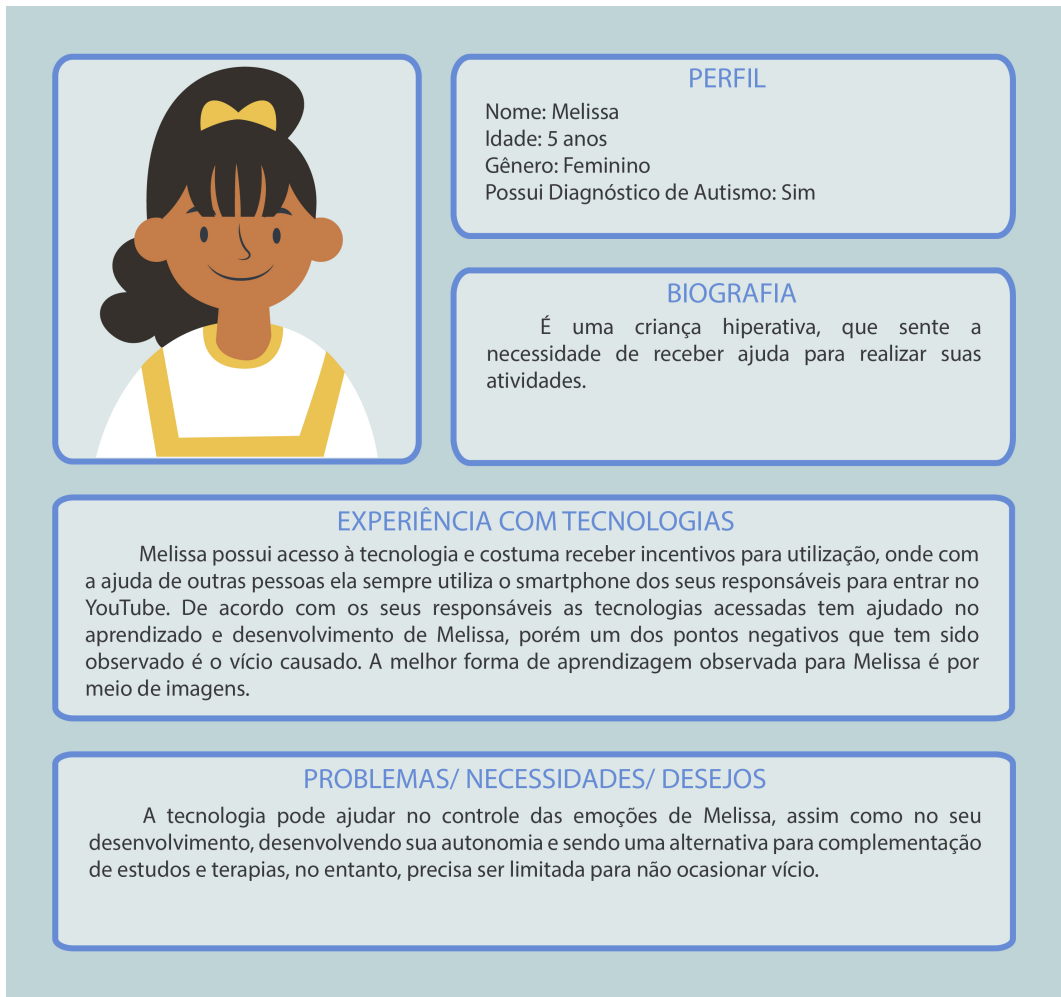 PERFIL
Nome: Melissa
Idade: 5 anos
Gênero: Feminino
Possui Diagnóstico de Autismo: Sim
BIOGRAFIA
É uma criança hiperativa, que sente a
necessidade de receber ajuda para realizar suas
atividades.
EXPERIÊNCIA COM TECNOLOGIAS
Melissa possui acesso à tecnologia e costuma receber incentivos para utilização, onde com
a ajuda de outras pessoas ela sempre utiliza o smartphone dos seus responsáveis para entrar no
YouTube. De acordo com os seus responsáveis as tecnologias acessadas tem ajudado no
aprendizado e desenvolvimento de Melissa, porém um dos pontos negativos que tem sido
observado é o vício causado. A melhor forma de aprendizagem observada para Melissa é por
meio de imagens.
PROBLEMAS/ NECESSIDADES/ DESEJOS
A tecnologia pode ajudar no controle das emoções de Melissa, assim como no seu
desenvolvimento, desenvolvendo sua autonomia e sendo uma alternativa para complementação
de estudos e terapias, no entanto, precisa ser limitada para não ocasionar vício.